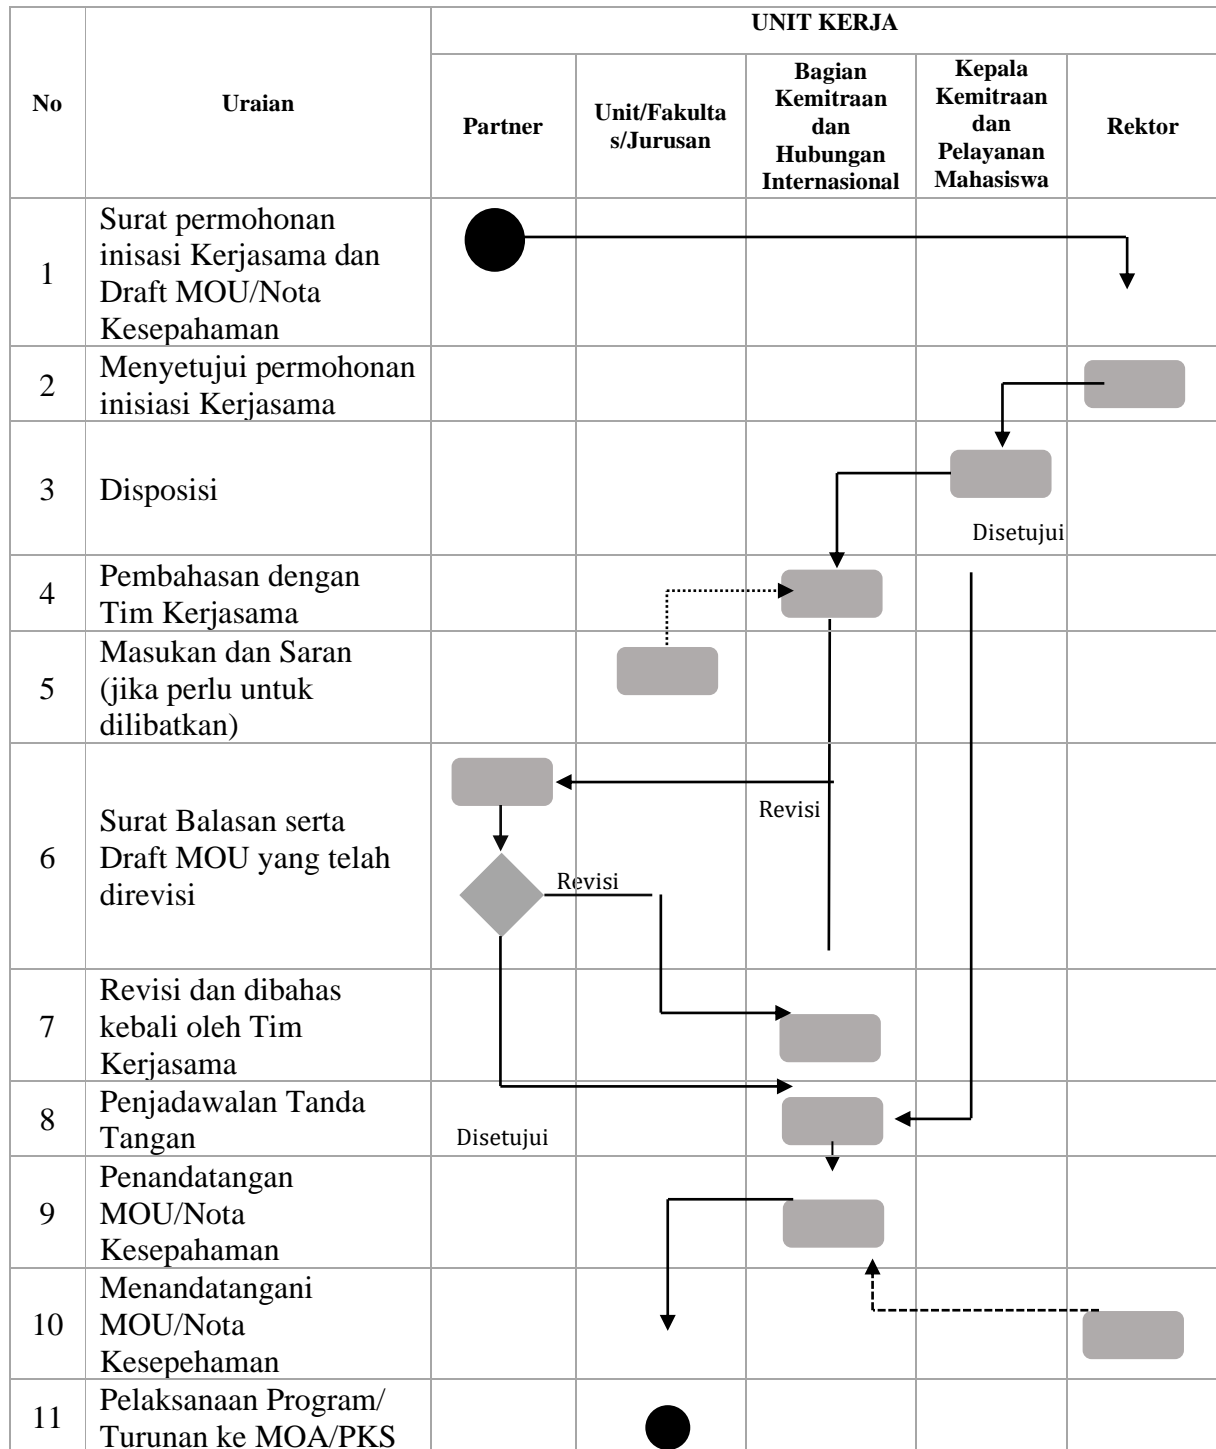 UNIT KERJA
No
Uraian
Partner
Unit/Fakulta
s/Jurusan
Bagian
Kemitraan
dan
Hubungan
Internasional
Kepala
Kemitraan
dan
Pelayanan
Mahasiswa
Rektor
1
Surat permohonan
inisasi Kerjasama dan
Draft MOU/Nota
Kesepahaman
2
Menyetujui permohonan
inisiasi Kerjasama
3
Disposisi
Disetujui
4
Pembahasan dengan
Tim Kerjasama
5
Masukan dan Saran
(jika perlu untuk
dilibatkan)
6
Surat Balasan serta
Draft MOU yang telah
direvisi
Revisi
Revisi
7
Revisi dan dibahas
kebali oleh Tim
Kerjasama
8
Penjadawalan Tanda
Tangan
Disetujui
9
Penandatangan
MOU/Nota
Kesepahaman
10
Menandatangani
MOU/Nota
Kesepehaman
11
Pelaksanaan Program/
Turunan ke MOA/PKS